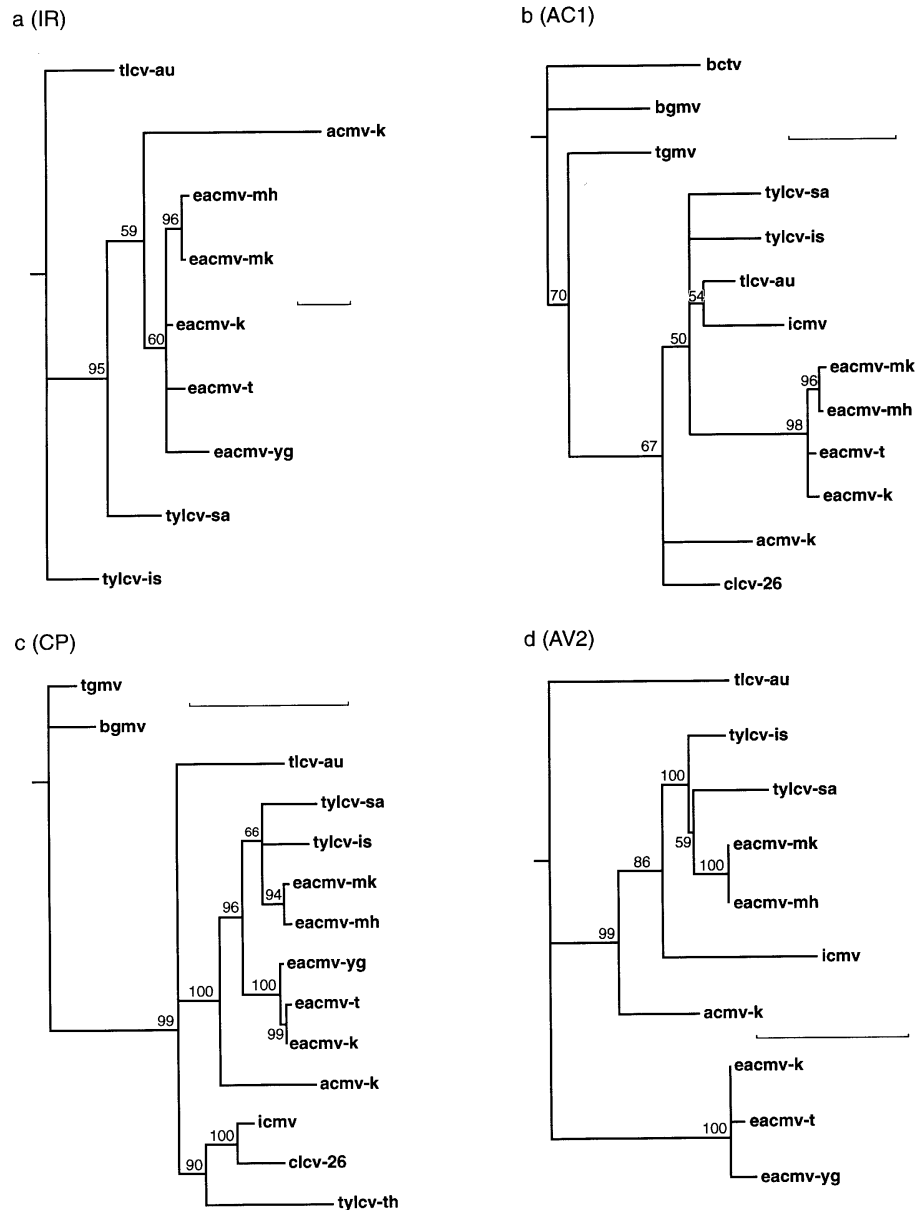 a (IR)
tlcv-au
acmv-k
eacmv-mh
96
59
eacmv-mk
eacmv-k
60
95
eacmv-t
eacmv-yg
tylcv-sa
tylcv-is
b (AC1)
bctv
bgmv
tgmv
tylcv-sa
tylcv-is
tlcv-au
70
54
icmv
50
eacmv-mk
96
eacmv-mh
98
eacmv-t
67
eacmv-k
acmv-k
clcv-26
c (CP)
tgmv
bgmv
tlcv-au
tylcv-sa
66
tylcv-is
eacmv-mk
94
96
eacmv-mh
eacmv-yg
100
100
eacmv-t
99
99
eacmv-k
acmv-k
icmv
100
clcv-26
90
tylcv-th
d (AV2)
tlcv-au
tylcv-is
100
tylcv-sa
59
eacmv-mk
86
100
eacmv-mh
99
icmv
acmv-k
eacmv-k
eacmv-t
100
eacmv-yg